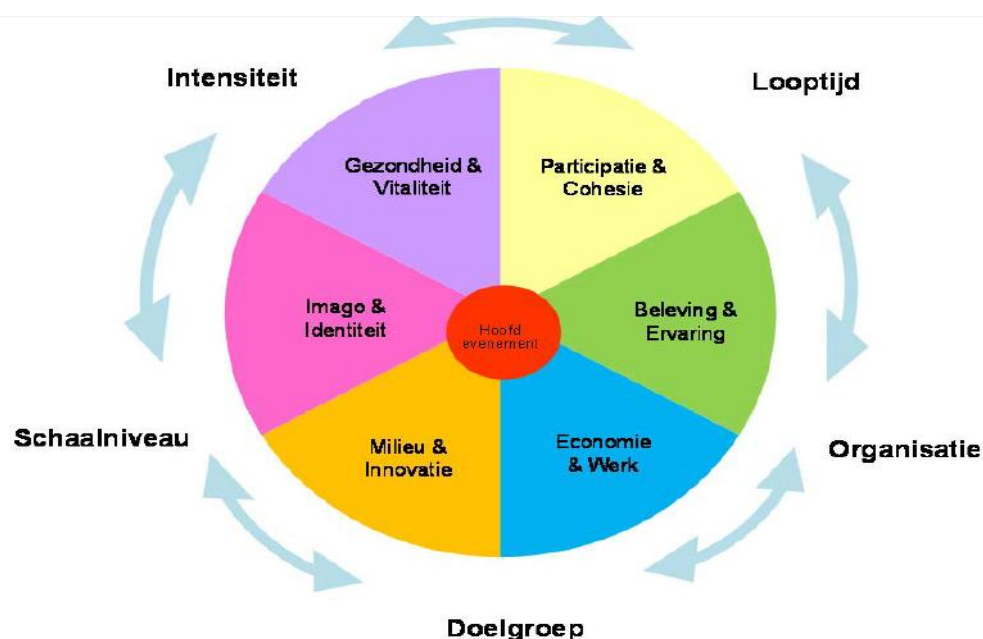 Intensiteit
Looptijd
Gezondheid &
Vitaliteit
Participatie &
Cohesie
Imago &
Identiteit
Hoofd
evenement
Beleving &
Ervaring
Schaalniveau
Milieu &
Innovatie
Economie
& Werk
Organisatie
Doelgroep